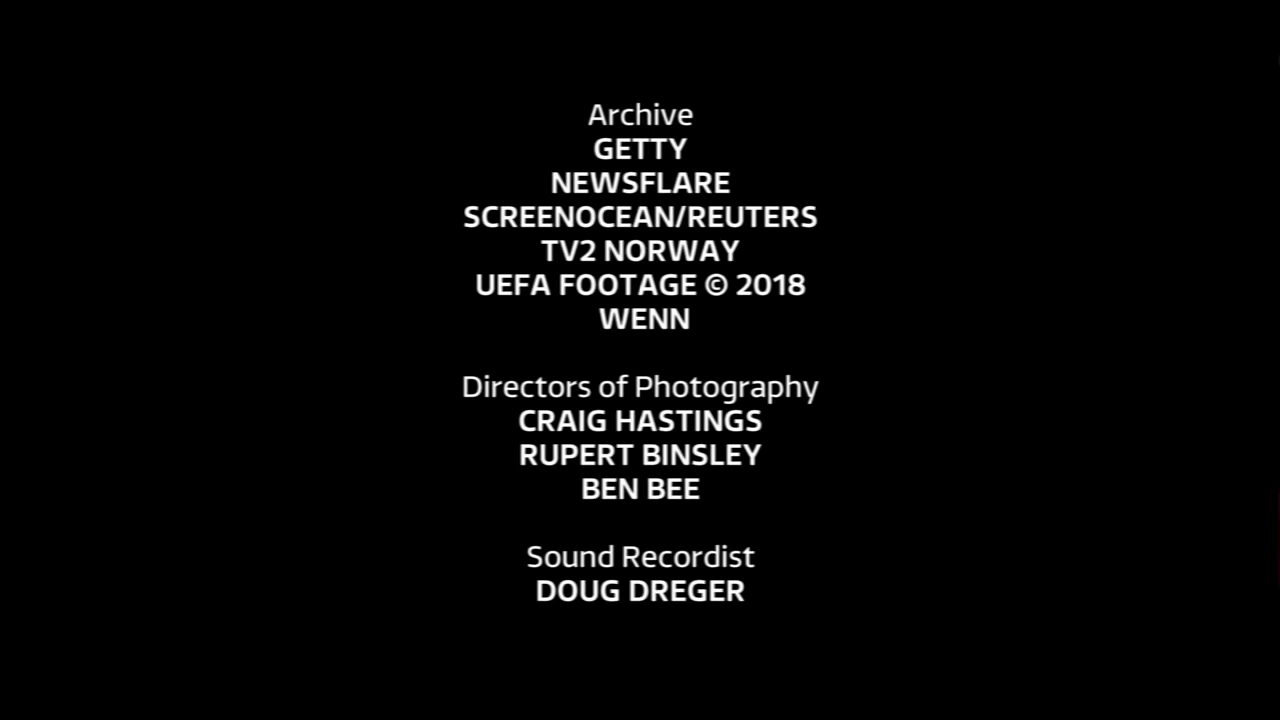 Archive
GETTY
NEWSFLARE
SCREENOCEAN/REUTERS
TV2 NORWAY
UEFA FOOTAGE © 2018
WENN
Directors of Photography
CRAIG HASTINGS
RUPERT BINSLEY
BEN BEE
Sound Recordist
DOUG DREGER